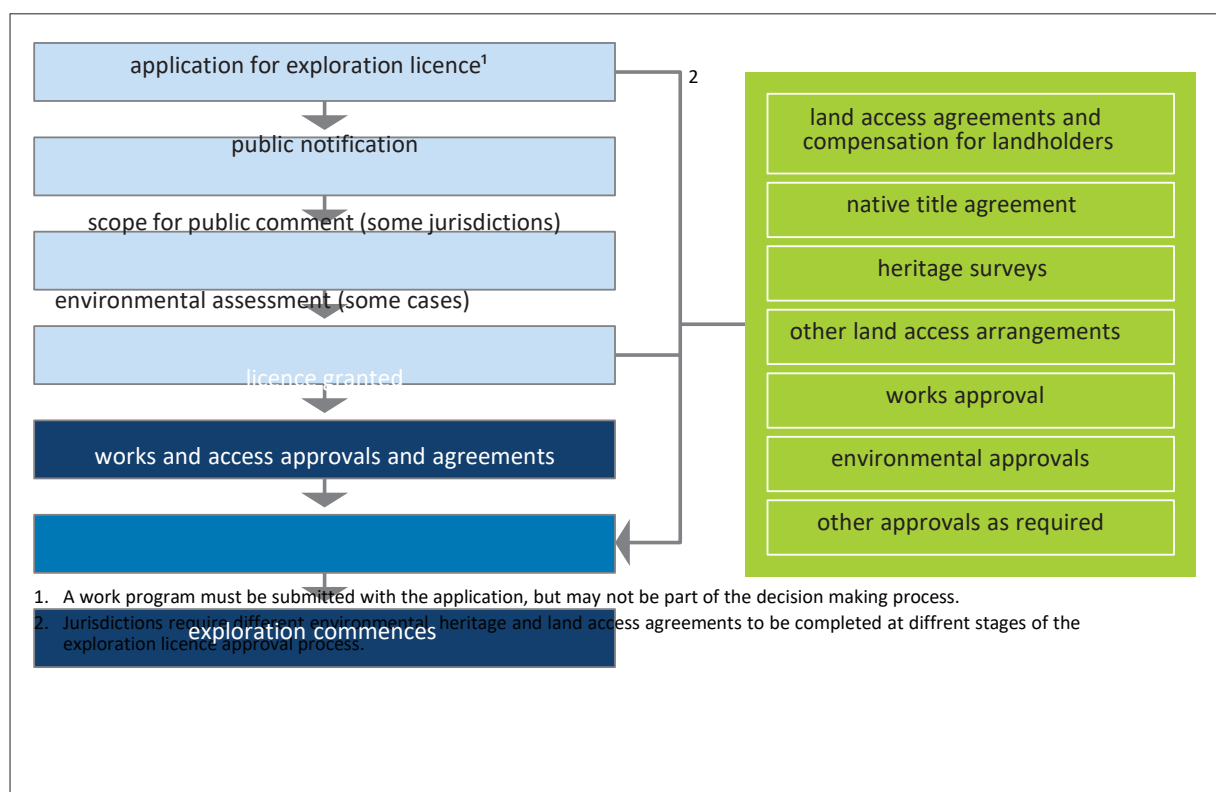 application for exploration licence¹
2
public notification
scope for public comment (some jurisdictions)
environmental assessment (some cases)
licence granted
works and access approvals and agreements
exploration commences
land access agreements and
compensation for landholders
native title agreement
heritage surveys
other land access arrangements
works approval
environmental approvals
other approvals as required
1. A work program must be submitted with the application, but may not be part of the decision making process.
2. Jurisdictions require different environmental, heritage and land access agreements to be completed at diffrent stages of the
exploration licence approval process.